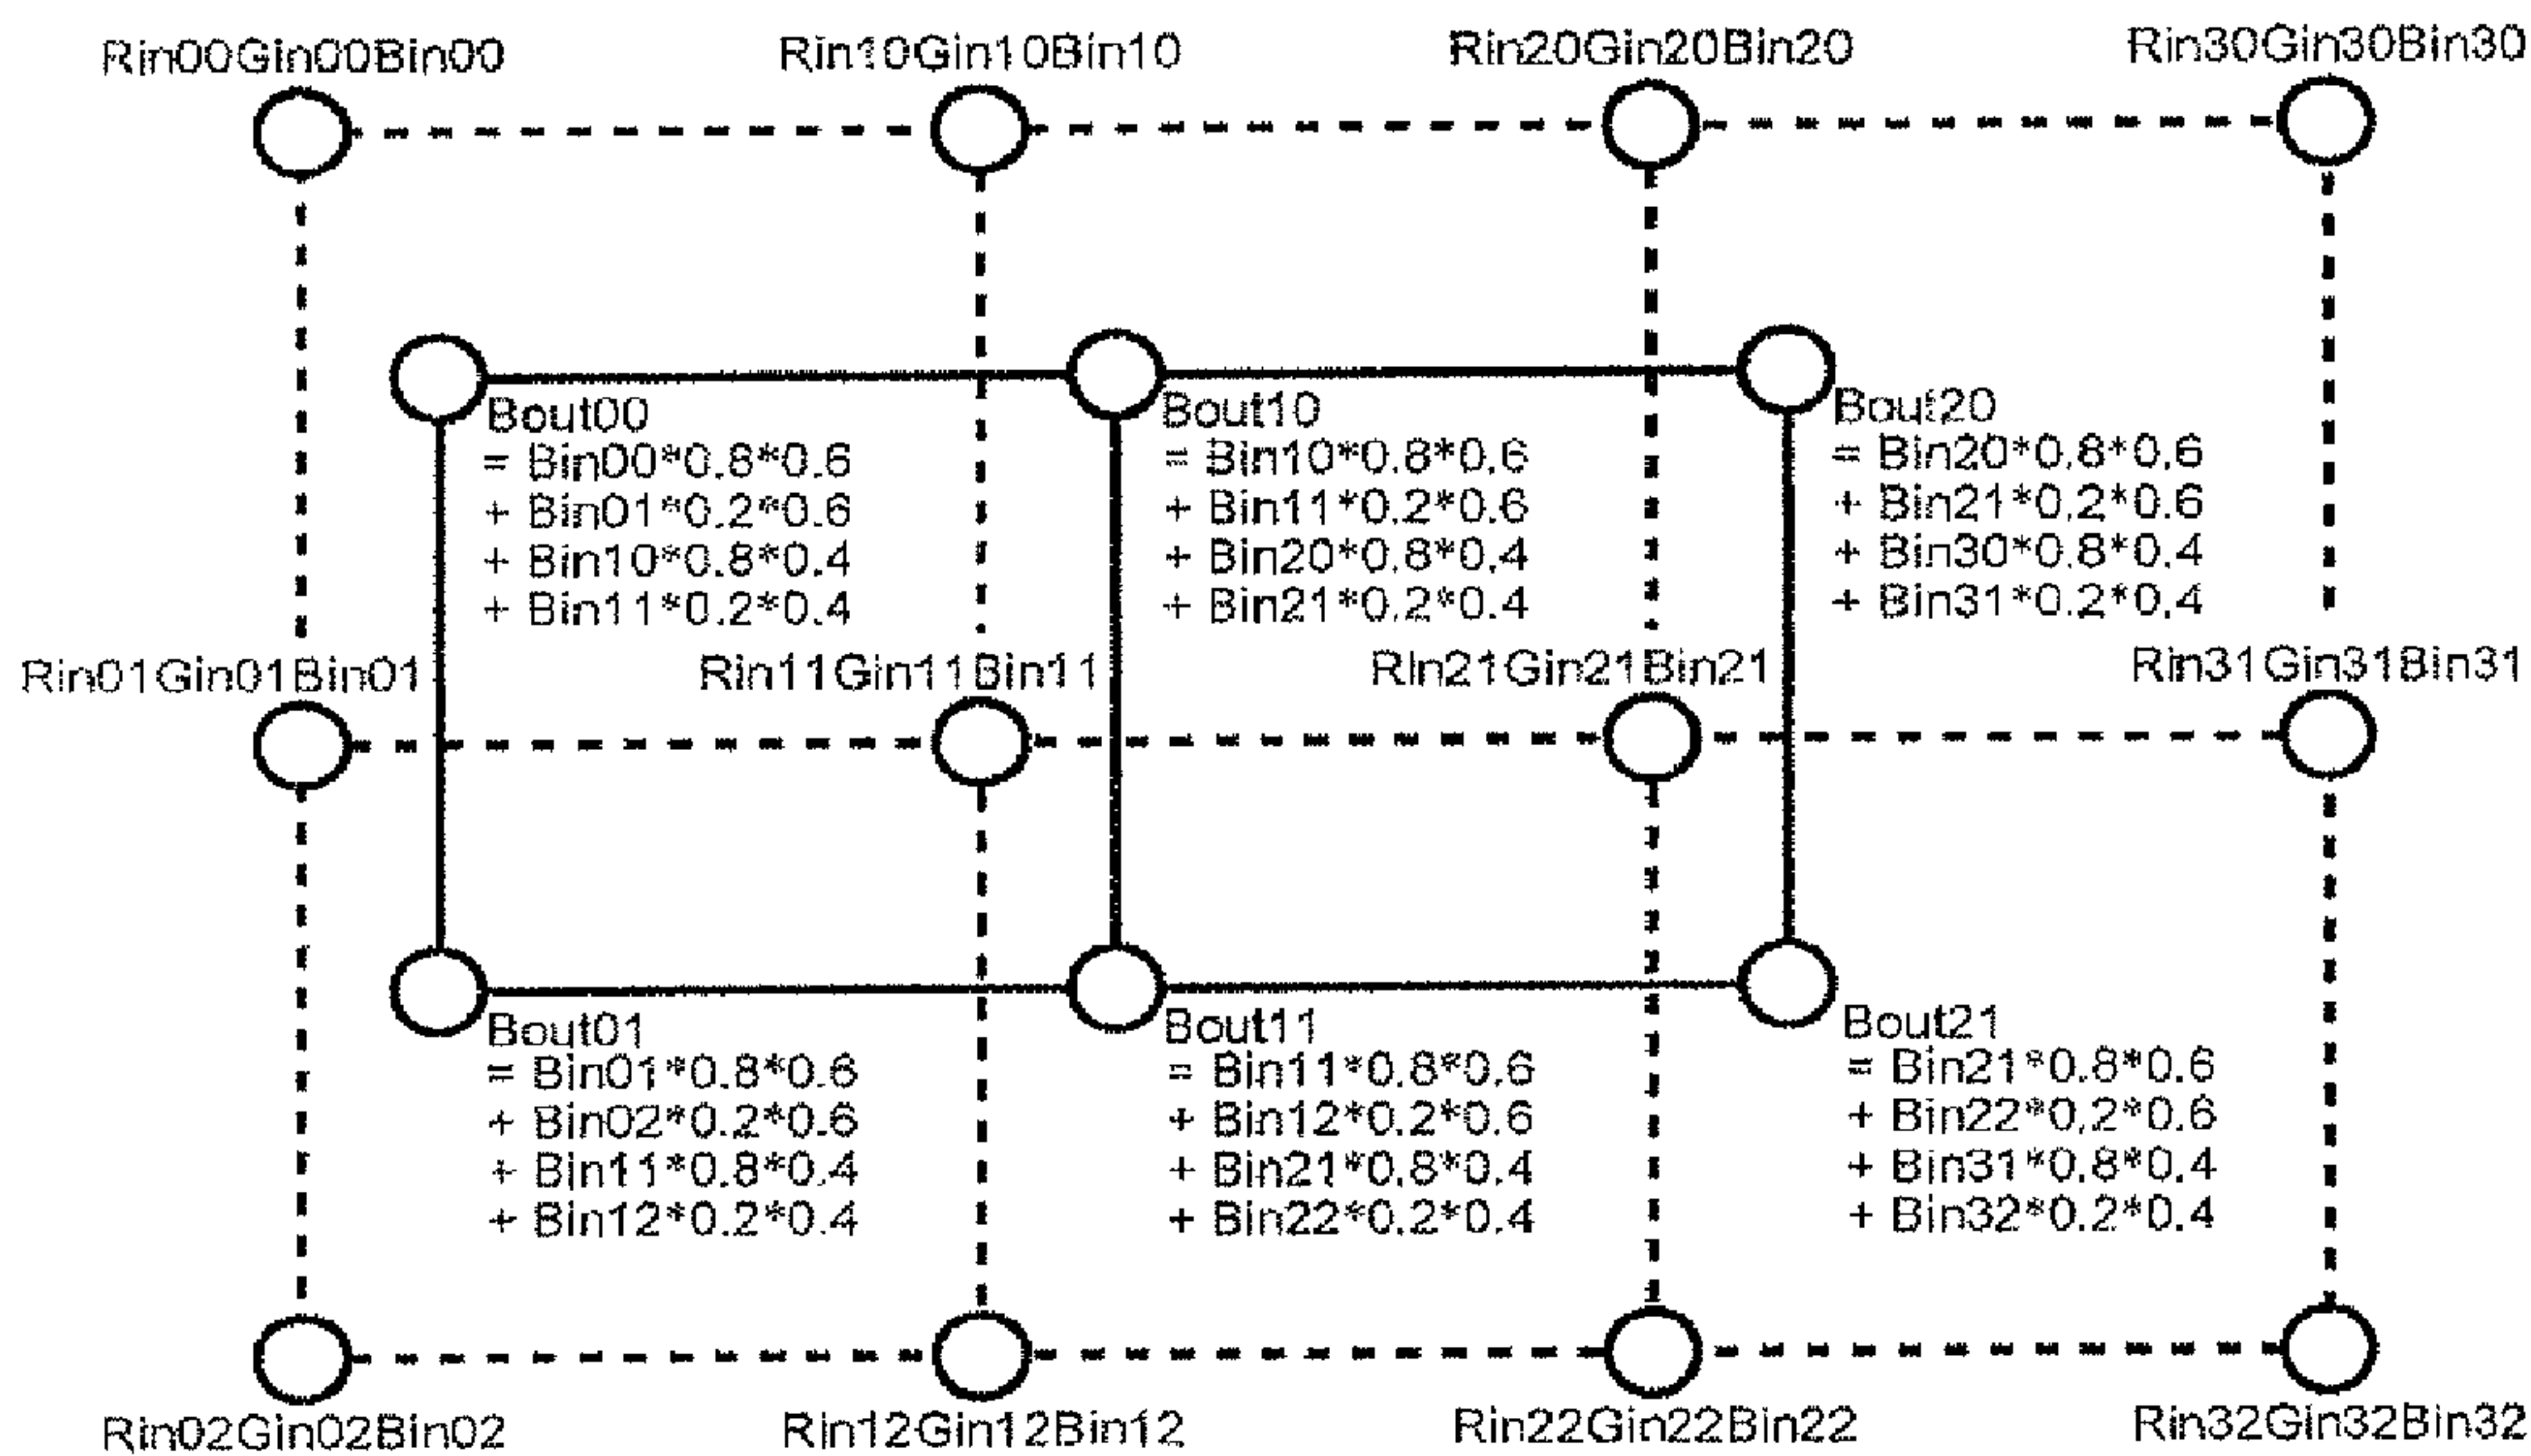 Rin00Gin00Bin00
Rin10Gin10Bin10
Rin20Gin20Bin20
Rin30Gin30Bin30
Bout00
= Bin00*0.8*0.6
+ Bin01*0.2*0.6
+ Bin10*0.8*0.4
+ Bin11*0.2*0.4
Bout10
= Bin10*0.8*0.6
+ Bin11*0.2*0.6
+ Bin20*0.8*0.4
+ Bin21*0.2*0.4
Bout20
= Bin20*0.8*0.6
+ Bin21*0.2*0.6
+ Bin30*0.8*0.4
+ Bin31*0.2*0.4
Rin01Gin01Bin01
Rin11Gin11Bin11
Rin21Gin21Bin21
Rin31Gin31Bin31
Bout01
= Bin01*0.8*0.6
+ Bin02*0.2*0.6
+ Bin11*0.8*0.4
+ Bin12*0.2*0.4
Bout11
= Bin11*0.8*0.6
+ Bin12*0.2*0.6
+ Bin21*0.8*0.4
+ Bin22*0.2*0.4
Bout21
= Bin21*0.8*0.6
+ Bin22*0.2*0.6
+ Bin31*0.8*0.4
+ Bin32*0.2*0.4
Rin02Gin02Bin02
Rin12Gin12Bin12
Rin22Gin22Bin22
Rin32Gin32Bin32